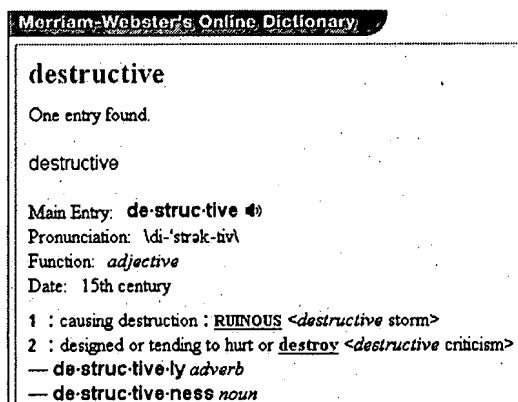 Merriam-Webster's Online Dictionary
destructive
One entry found.
destructive
Main Entry: de·struc·tive
Pronunciation: \di-ˈstrək-tiv\
Function: adjective
Date: 15th century
1 : causing destruction : RUINOUS <destructive storm>
2 : designed or tending to hurt or destroy <destructive criticism>
— de·struc·tive·ly adverb
— de·struc·tive·ness noun